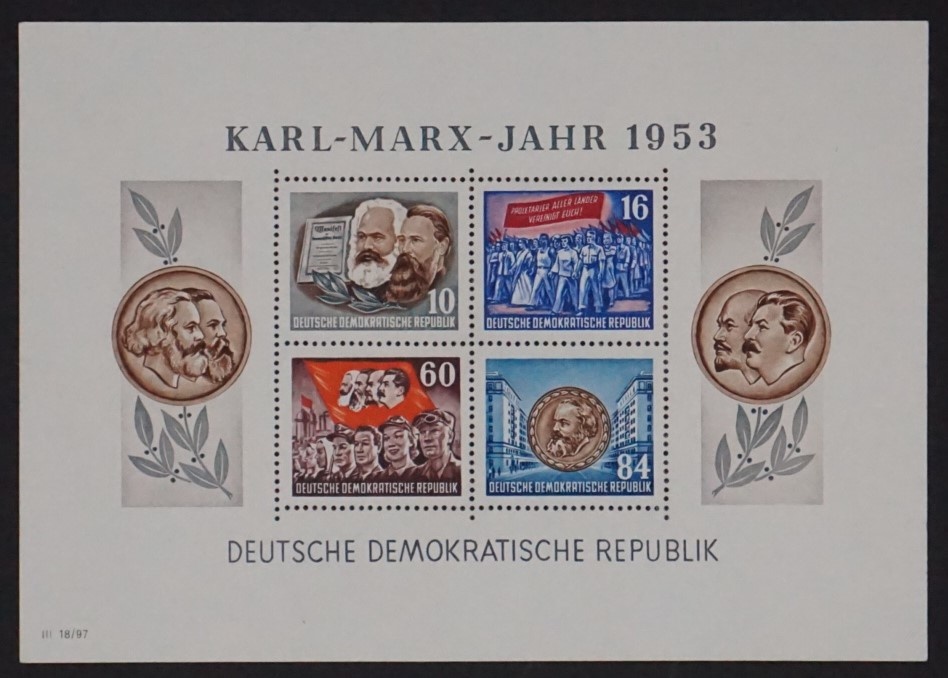 KARL-MARX-JAHR 1953
Manifest
10
DEUTSCHE DEMOKRATISCHE REPUBLIK
PROLETARIER ALLER LÄNDER
VEREINIGT EUCH!
16
DEUTSCHE DEMOKRATISCHE REPUBLIK
60
DEUTSCHE DEMOKRATISCHE REPUBLIK
84
DEUTSCHE DEMOKRATISCHE REPUBLIK
DEUTSCHE DEMOKRATISCHE REPUBLIK
III 18/97